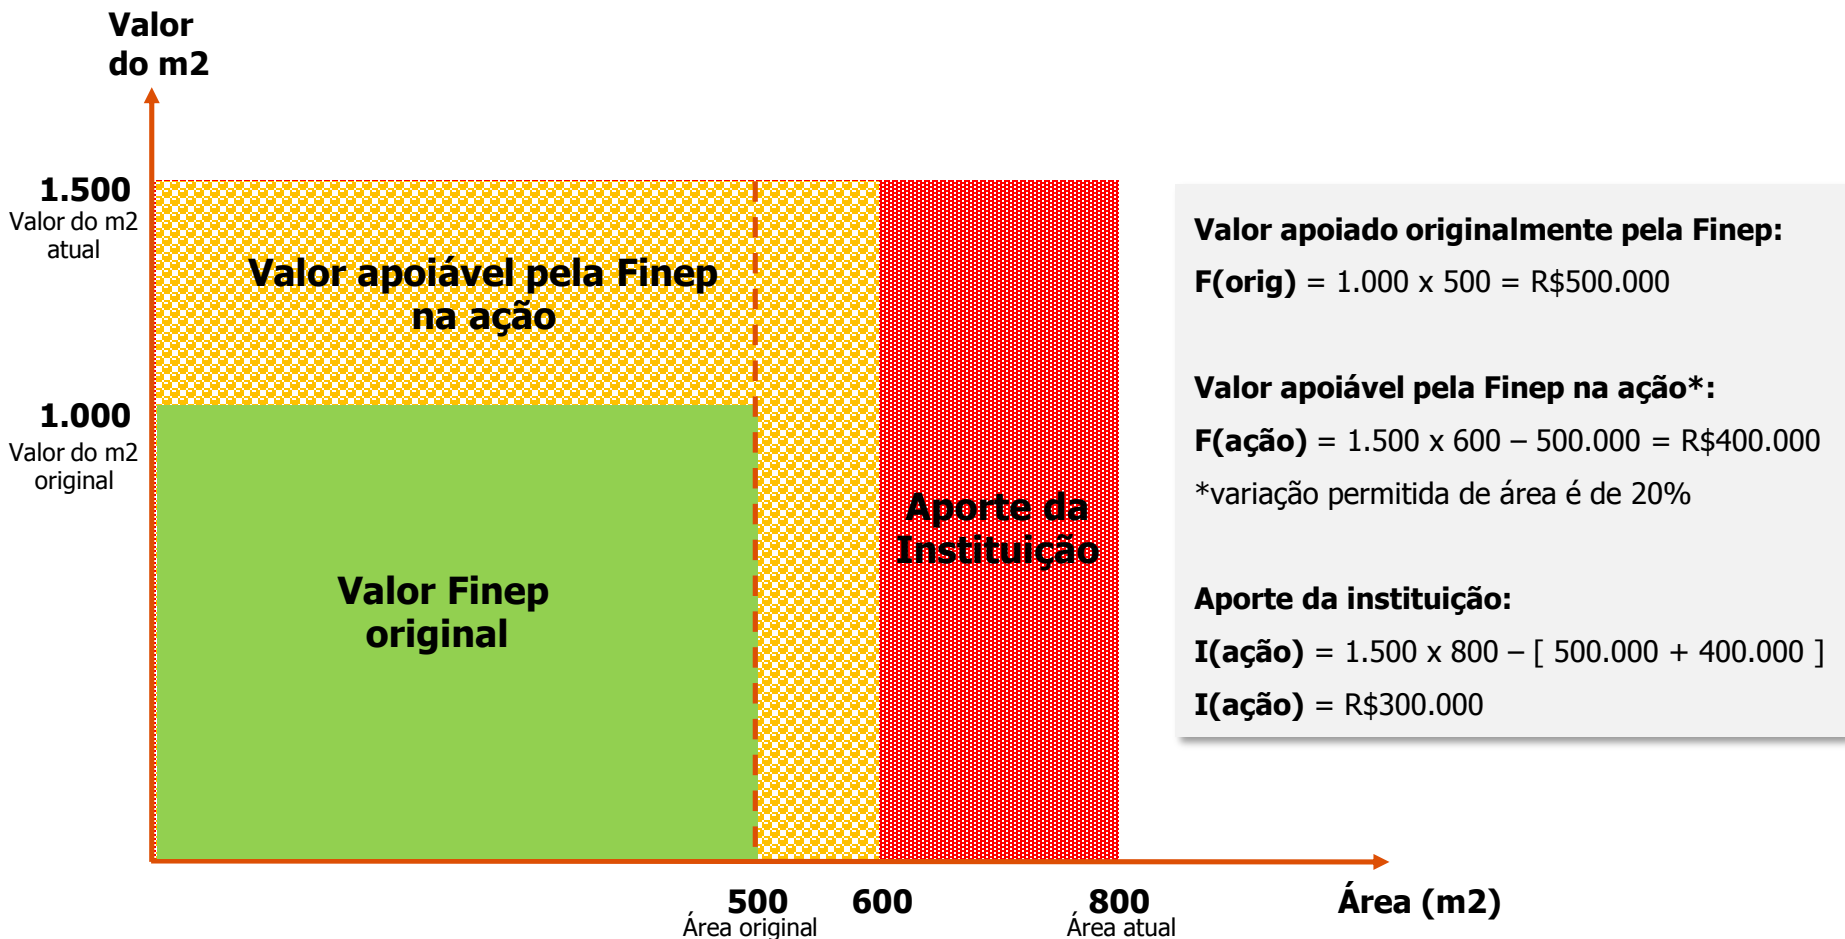 Valor
do m2
1.500
Valor do m2
atual
Valor apoiável pela Finep
na ação
1.000
Valor do m2
original
Valor Finep
original
Aporte da
Instituição
500
Área original
600
800
Área atual
Área (m2)
Valor apoiado originalmente pela Finep:
F(orig) = 1.000 x 500 = R$500.000
Valor apoiável pela Finep na ação*:
F(ação) = 1.500 x 600 – 500.000 = R$400.000
*variação permitida de área é de 20%
Aporte da instituição:
I(ação) = 1.500 x 800 – [ 500.000 + 400.000 ]
I(ação) = R$300.000